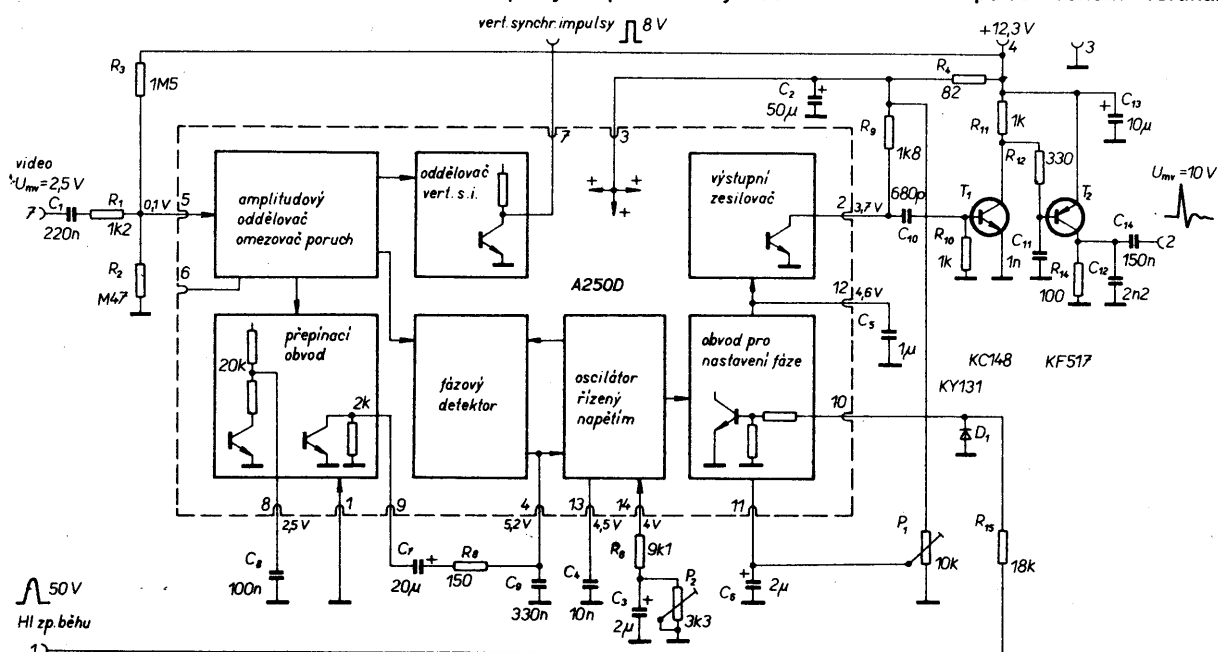 vert. synchr. impulsy 8 V
+12,3 V
4
3
R3
1M5
R4
82
C2
+
50µ
R9
1k8
R11
1k
+
C13
10µ
7
3
R12
330
video
Umv = 2,5 V
7
C1
220n
R1
1k2
0,1 V
5
amplitudový
oddělovač
omezovač poruch
oddělovač
vert. s.i.
+
+
+
výstupní
zesilovač
2
3,7 V
680p
C10
R10
1k
T1
T2
Umv = 10 V
C14
150n
2
C11
1n
R14
100
C12
2n2
R2
M47
6
A250D
12
4,6 V
C5
1µ
přepínací
obvod
20k
2k
fázový
detektor
oscilátor
řízený
napětím
obvod pro
nastavení fáze
KC148
KF517
KY131
10
D1
8
2,5 V
1
9
4
5,2 V
13
4,5 V
14
4 V
11
C8
100n
C7
+
20µ
R8
150
C9
330n
C4
10n
R6
9k1
C3
+
2µ
P2
3k3
+
C6
2µ
P1
10k
R15
18k
50 V
HI zp. běhu
1